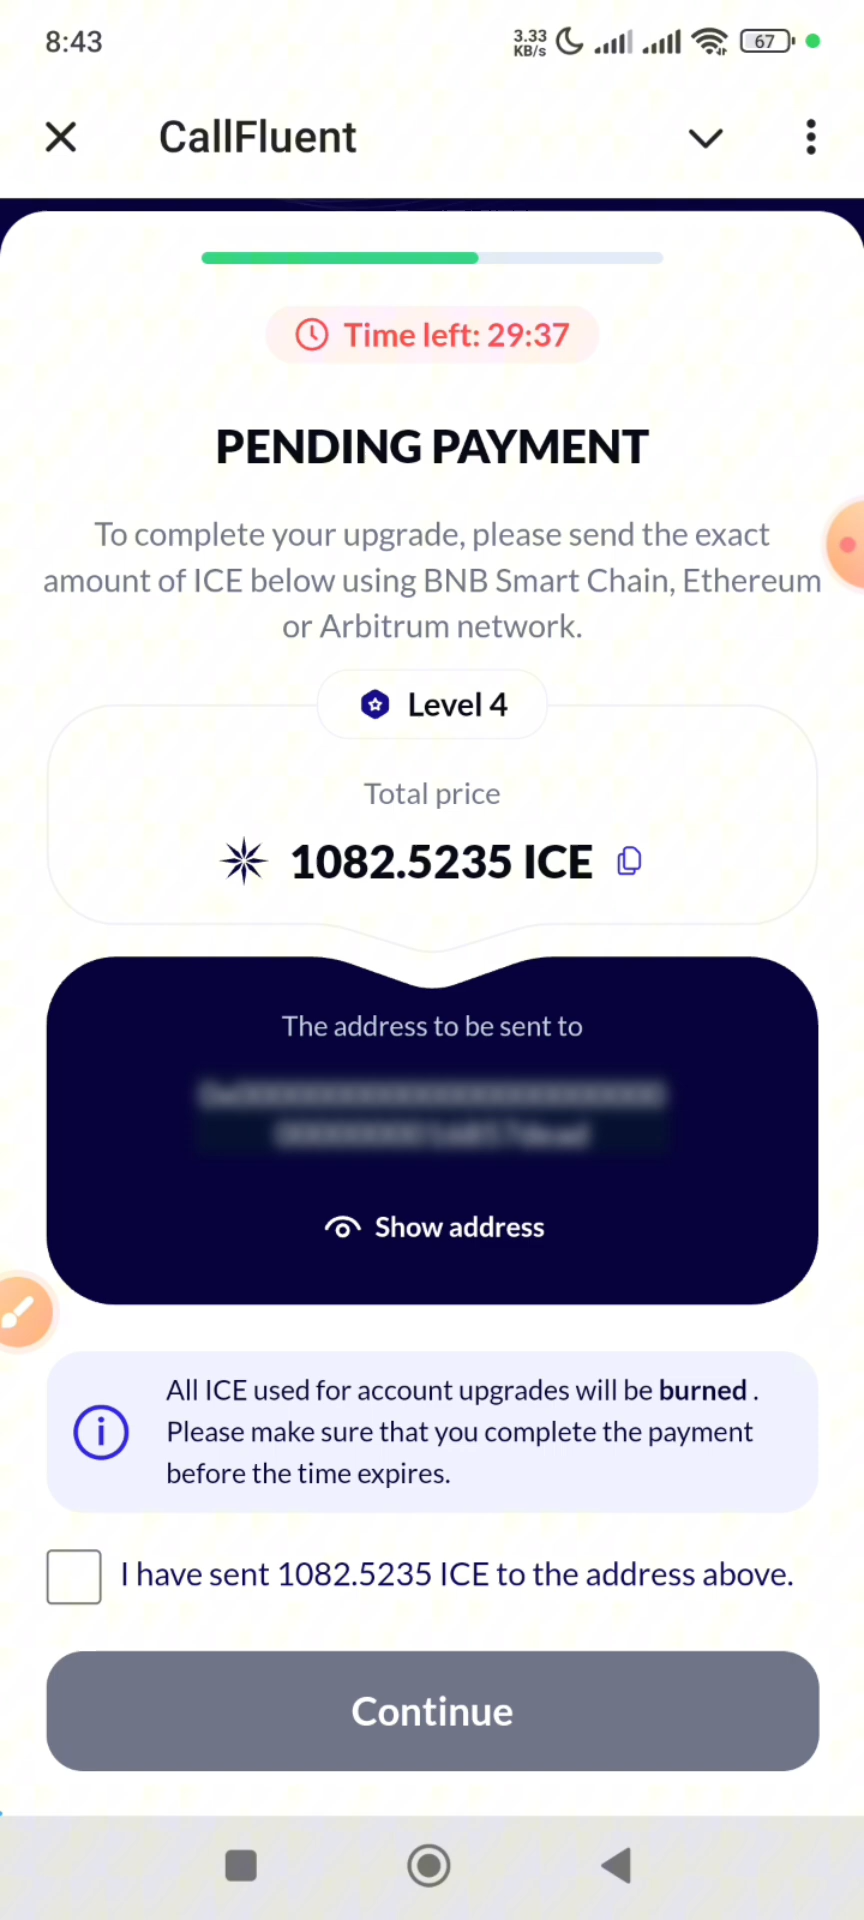 8:43
3.33
KB/s
67
CallFluent
Time left: 29:37
PENDING PAYMENT
To complete your upgrade, please send the exact
amount of ICE below using BNB Smart Chain, Ethereum
or Arbitrum network.
Level 4
Total price
1082.5235 ICE
The address to be sent to
Show address
All ICE used for account upgrades will be burned .
Please make sure that you complete the payment
before the time expires.
I have sent 1082.5235 ICE to the address above.
Continue